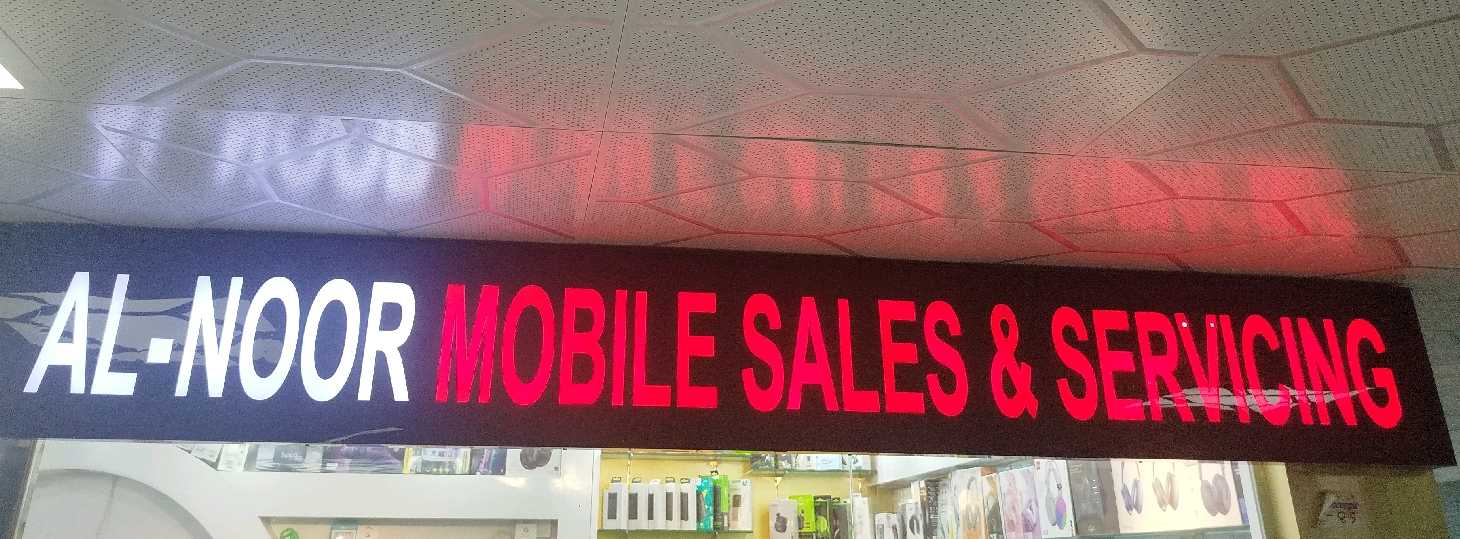 AL-NOOR MOBILE SALES & SERVICING